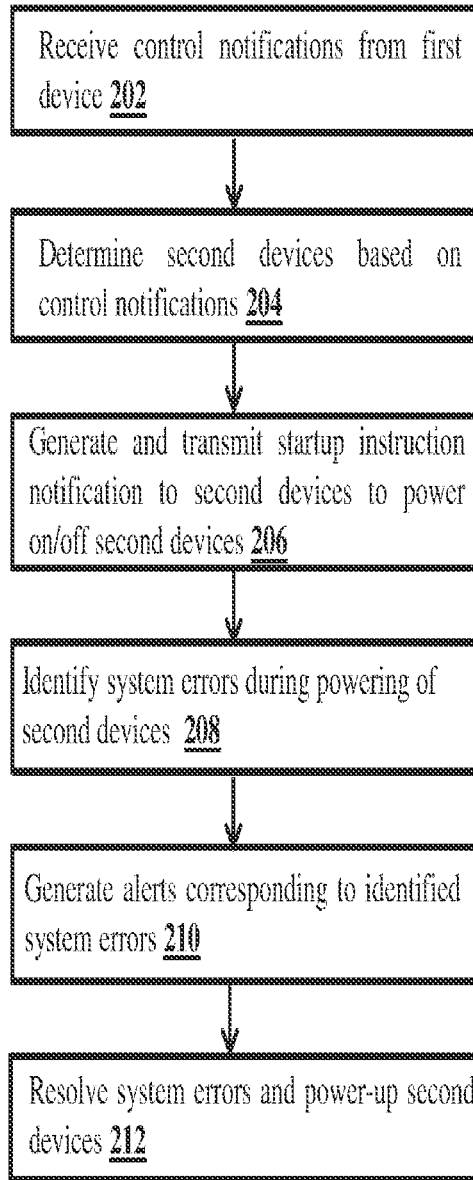 Receive control notifications from first
device 202
Determine second devices based on
control notifications 204
Generate and transmit startup instruction
notification to second devices to power
on/off second devices 206
Identify system errors during powering of
second devices 208
Generate alerts corresponding to identified
system errors 210
Resolve system errors and power-up second
devices 212